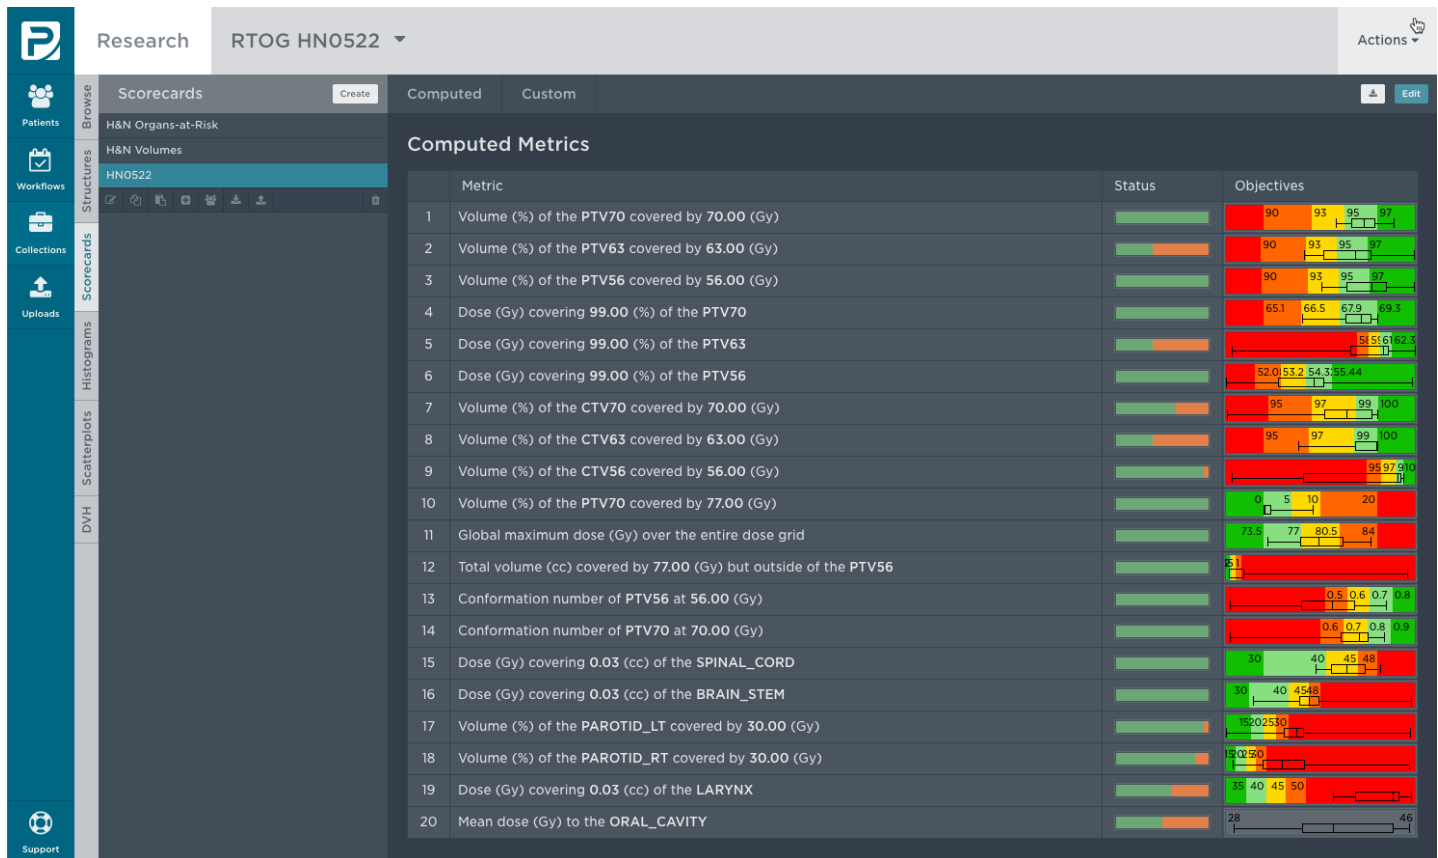 Research
RTOG HN0522
Actions
Patients
Workflows
Collections
Uploads
Support
Browse
Structures
Scorecards
Histograms
Scatterplots
DVH
Scorecards
Create
H&N Organs-at-Risk
H&N Volumes
HN0522
Computed
Custom
Edit
Computed Metrics
Metric Status Objectives
1 Volume (%) of the PTV70 covered by 70.00 (Gy) 90 93 95 97
2 Volume (%) of the PTV63 covered by 63.00 (Gy) 90 93 95 97
3 Volume (%) of the PTV56 covered by 56.00 (Gy) 90 93 95 97
4 Dose (Gy) covering 99.00 (%) of the PTV70 65.1 66.5 67.9 69.3
5 Dose (Gy) covering 99.00 (%) of the PTV63 62.3
6 Dose (Gy) covering 99.00 (%) of the PTV56 53.2 55.44
7 Volume (%) of the CTV70 covered by 70.00 (Gy) 95 97 99 100
8 Volume (%) of the CTV63 covered by 63.00 (Gy) 95 97 99 100
9 Volume (%) of the CTV56 covered by 56.00 (Gy) 95 97
10 Volume (%) of the PTV70 covered by 77.00 (Gy) 0 5 10 20
11 Global maximum dose (Gy) over the entire dose grid 73.5 77 80.5 84
12 Total volume (cc) covered by 77.00 (Gy) but outside of the PTV56 1
13 Conformation number of PTV56 at 56.00 (Gy) 0.5 0.6 0.7 0.8
14 Conformation number of PTV70 at 70.00 (Gy) 0.6 0.7 0.8 0.9
15 Dose (Gy) covering 0.03 (cc) of the SPINAL_CORD 30 40 45 48
16 Dose (Gy) covering 0.03 (cc) of the BRAIN_STEM 30 40 45 48
17 Volume (%) of the PAROTID_LT covered by 30.00 (Gy) 15 20 25 30
18 Volume (%) of the PAROTID_RT covered by 30.00 (Gy)
19 Dose (Gy) covering 0.03 (cc) of the LARYNX 35 40 45 50
20 Mean dose (Gy) to the ORAL_CAVITY 28 46